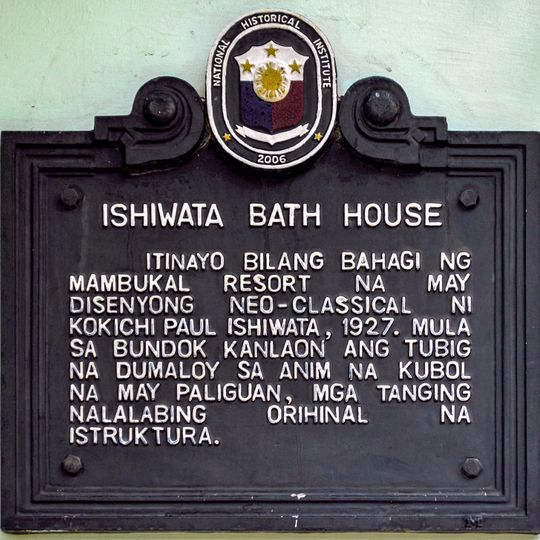 NATIONAL HISTORICAL INSTITUTE
2006
ISHIWATA BATH HOUSE
ITINAYO BILANG BAHAGI NG
MAMBUKAL RESORT NA MAY
DISENYONG NEO-CLASSICAL NI
KOKICHI PAUL ISHIWATA, 1927. MULA
SA BUNDOK KANLAON ANG TUBIG
NA DUMALOY SA ANIM NA KUBOL
NA MAY PALIGUAN, MGA TANGING
NALALABING ORIHINAL NA
ISTRUKTURA.